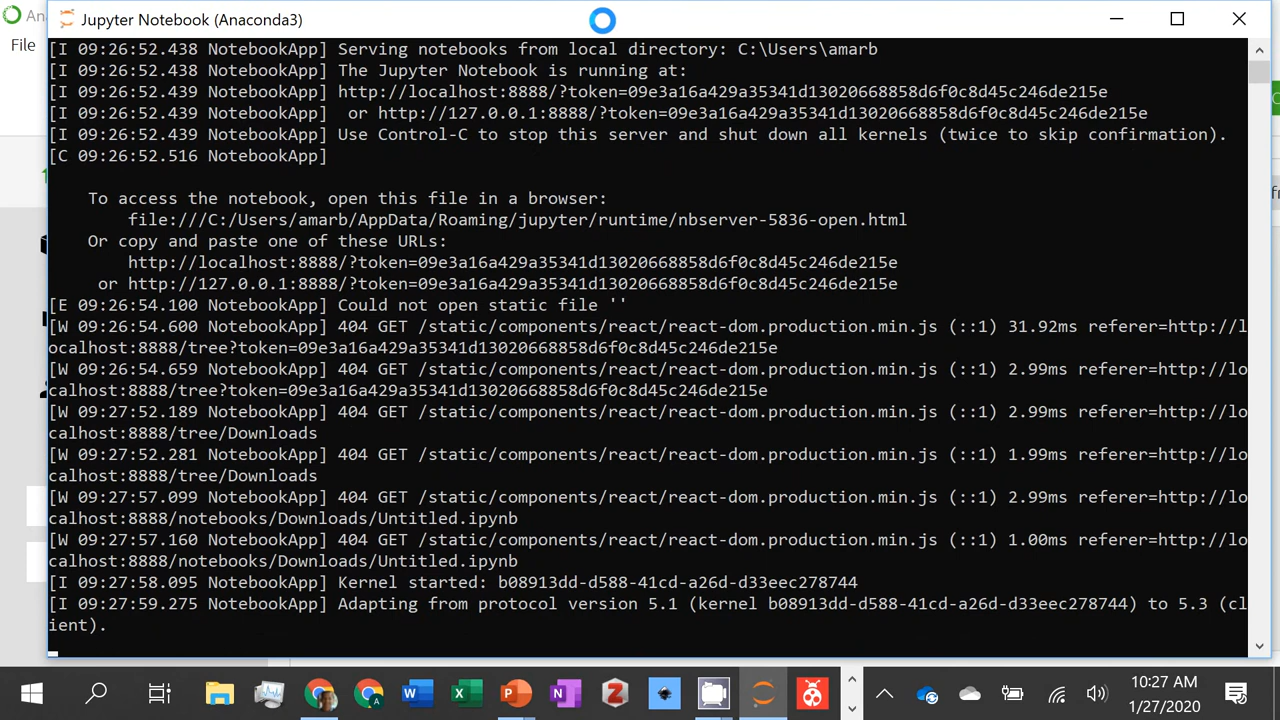 Ana
File
Jupyter Notebook (Anaconda3)
[I 09:26:52.438 NotebookApp] Serving notebooks from local directory: C:\Users\amarb
[I 09:26:52.438 NotebookApp] The Jupyter Notebook is running at:
[I 09:26:52.439 NotebookApp] http://localhost:8888/?token=09e3a16a429a35341d13020668858d6f0c8d45c246de215e
[I 09:26:52.439 NotebookApp]  or http://127.0.0.1:8888/?token=09e3a16a429a35341d13020668858d6f0c8d45c246de215e
[I 09:26:52.439 NotebookApp] Use Control-C to stop this server and shut down all kernels (twice to skip confirmation).
[C 09:26:52.516 NotebookApp]
To access the notebook, open this file in a browser:
file:///C:/Users/amarb/AppData/Roaming/jupyter/runtime/nbserver-5836-open.html
Or copy and paste one of these URLs:
http://localhost:8888/?token=09e3a16a429a35341d13020668858d6f0c8d45c246de215e
or http://127.0.0.1:8888/?token=09e3a16a429a35341d13020668858d6f0c8d45c246de215e
[E 09:26:54.100 NotebookApp] Could not open static file ''
[W 09:26:54.600 NotebookApp] 404 GET /static/components/react/react-dom.production.min.js (::1) 31.92ms referer=http://l
ocalhost:8888/tree?token=09e3a16a429a35341d13020668858d6f0c8d45c246de215e
[W 09:26:54.659 NotebookApp] 404 GET /static/components/react/react-dom.production.min.js (::1) 2.99ms referer=http://lo
calhost:8888/tree?token=09e3a16a429a35341d13020668858d6f0c8d45c246de215e
[W 09:27:52.189 NotebookApp] 404 GET /static/components/react/react-dom.production.min.js (::1) 2.99ms referer=http://lo
calhost:8888/tree/Downloads
[W 09:27:52.281 NotebookApp] 404 GET /static/components/react/react-dom.production.min.js (::1) 1.99ms referer=http://lo
calhost:8888/tree/Downloads
[W 09:27:57.099 NotebookApp] 404 GET /static/components/react/react-dom.production.min.js (::1) 2.99ms referer=http://lo
calhost:8888/notebooks/Downloads/Untitled.ipynb
[W 09:27:57.160 NotebookApp] 404 GET /static/components/react/react-dom.production.min.js (::1) 1.00ms referer=http://lo
calhost:8888/notebooks/Downloads/Untitled.ipynb
[I 09:27:58.095 NotebookApp] Kernel started: b08913dd-d588-41cd-a26d-d33eec278744
[I 09:27:59.275 NotebookApp] Adapting from protocol version 5.1 (kernel b08913dd-d588-41cd-a26d-d33eec278744) to 5.3 (cl
ient).
10:27 AM
1/27/2020